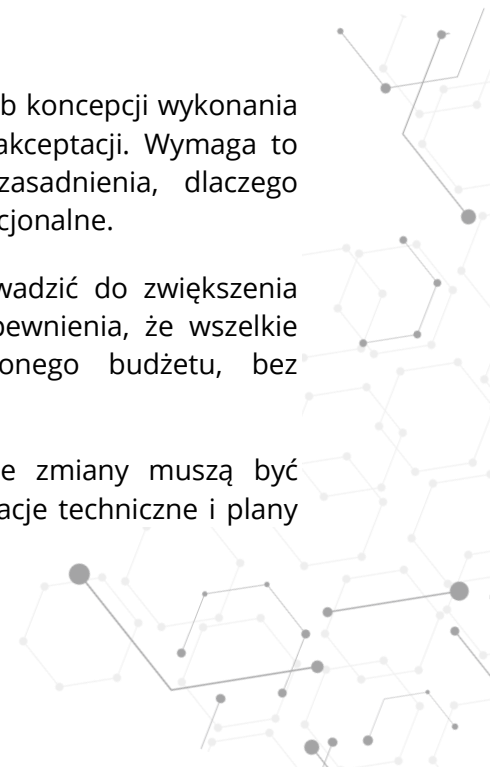 b koncepcji wykonania
akceptacji. Wymaga to
zasadnienia, dlaczego
cjonalne.
wadzić do zwiększenia
pewnienia, że wszelkie
onego budżetu, bez
e zmiany muszą być
acje techniczne i plany